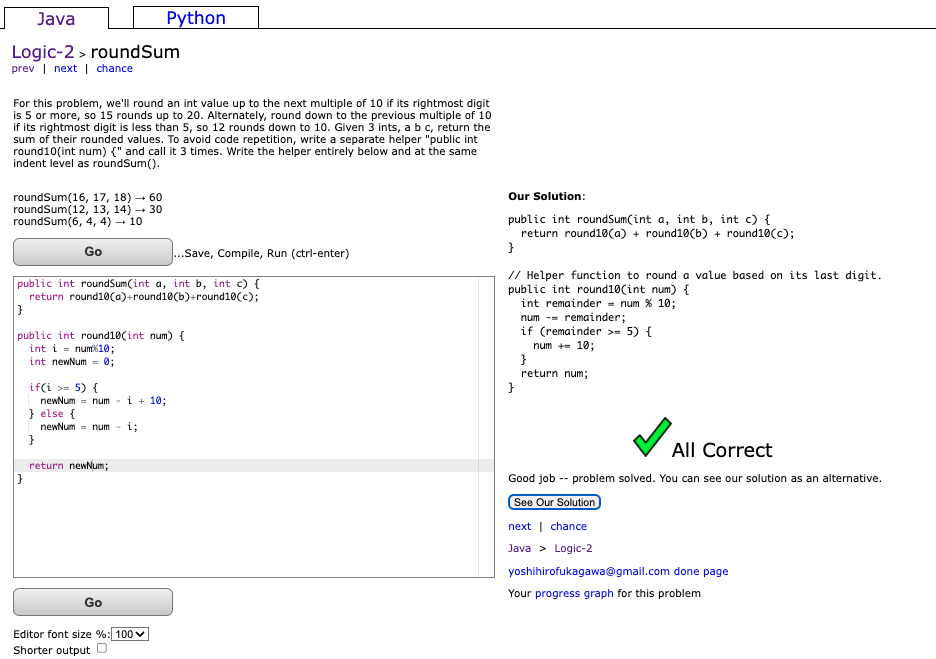 Java
Python
Logic-2 > roundSum
prev | next | chance
For this problem, we'll round an int value up to the next multiple of 10 if its rightmost digit
is 5 or more, so 15 rounds up to 20. Alternately, round down to the previous multiple of 10
if its rightmost digit is less than 5, so 12 rounds down to 10. Given 3 ints, a b c, return the
sum of their rounded values. To avoid code repetition, write a separate helper "public int
round10(int num) {" and call it 3 times. Write the helper entirely below and at the same
indent level as roundSum().
roundSum(16, 17, 18) → 60
roundSum(12, 13, 14) → 30
roundSum(6, 4, 4) → 10
Go
...Save, Compile, Run (ctrl-enter)
public int roundSum(int a, int b, int c) {
  return round10(a)+round10(b)+round10(c);
}
public int round10(int num) {
  int i = num%10;
  int newNum = 0;
  if(i >= 5) {
    newNum = num - i + 10;
  } else {
    newNum = num - i;
  }
  return newNum;
}
Go
Editor font size %: 100
Shorter output
Our Solution:
public int roundSum(int a, int b, int c) {
  return round10(a) + round10(b) + round10(c);
}
// Helper function to round a value based on its last digit.
public int round10(int num) {
  int remainder = num % 10;
  num -= remainder;
  if (remainder >= 5) {
    num += 10;
  }
  return num;
}
All Correct
Good job -- problem solved. You can see our solution as an alternative.
See Our Solution
next | chance
Java > Logic-2
yoshihirofukagawa@gmail.com done page
Your progress graph for this problem